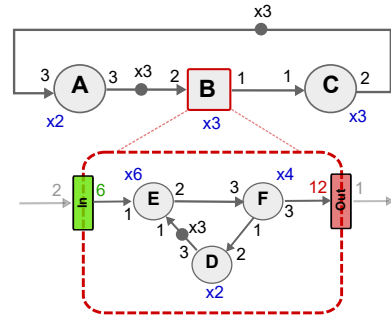 x3
3 A 3 x3 2 B 1 1 C 2
x2 x3 x3
x6 x4
2 In 6 1 E 2 3 F 3 12 Out 1
1 x3 1
3 D 2
x2